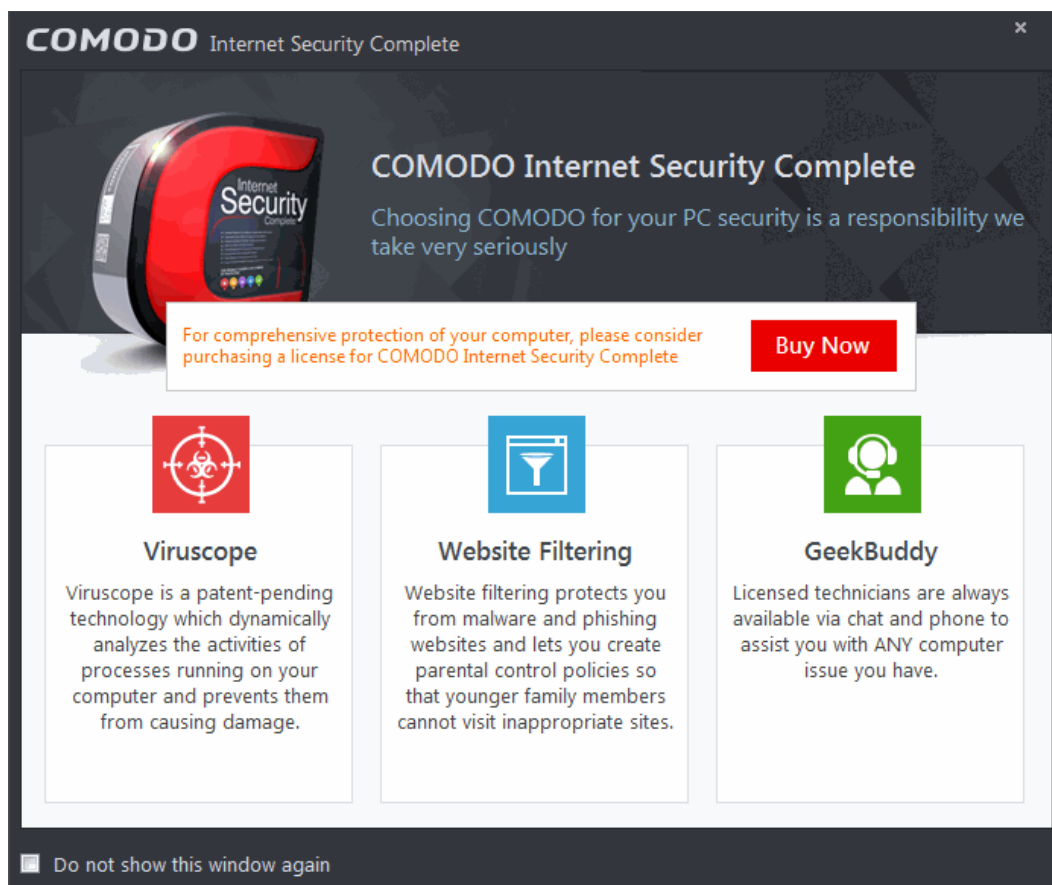 COMODO Internet Security Complete
Internet
Security
Complete
COMODO Internet Security Complete
Choosing COMODO for your PC security is a responsibility we
take very seriously
For comprehensive protection of your computer, please consider
purchasing a license for COMODO Internet Security Complete
Buy Now
Viruscope
Viruscope is a patent-pending
technology which dynamically
analyzes the activities of
processes running on your
computer and prevents them
from causing damage.
Website Filtering
Website filtering protects you
from malware and phishing
websites and lets you create
parental control policies so
that younger family members
cannot visit inappropriate sites.
GeekBuddy
Licensed technicians are always
available via chat and phone to
assist you with ANY computer
issue you have.
Do not show this window again